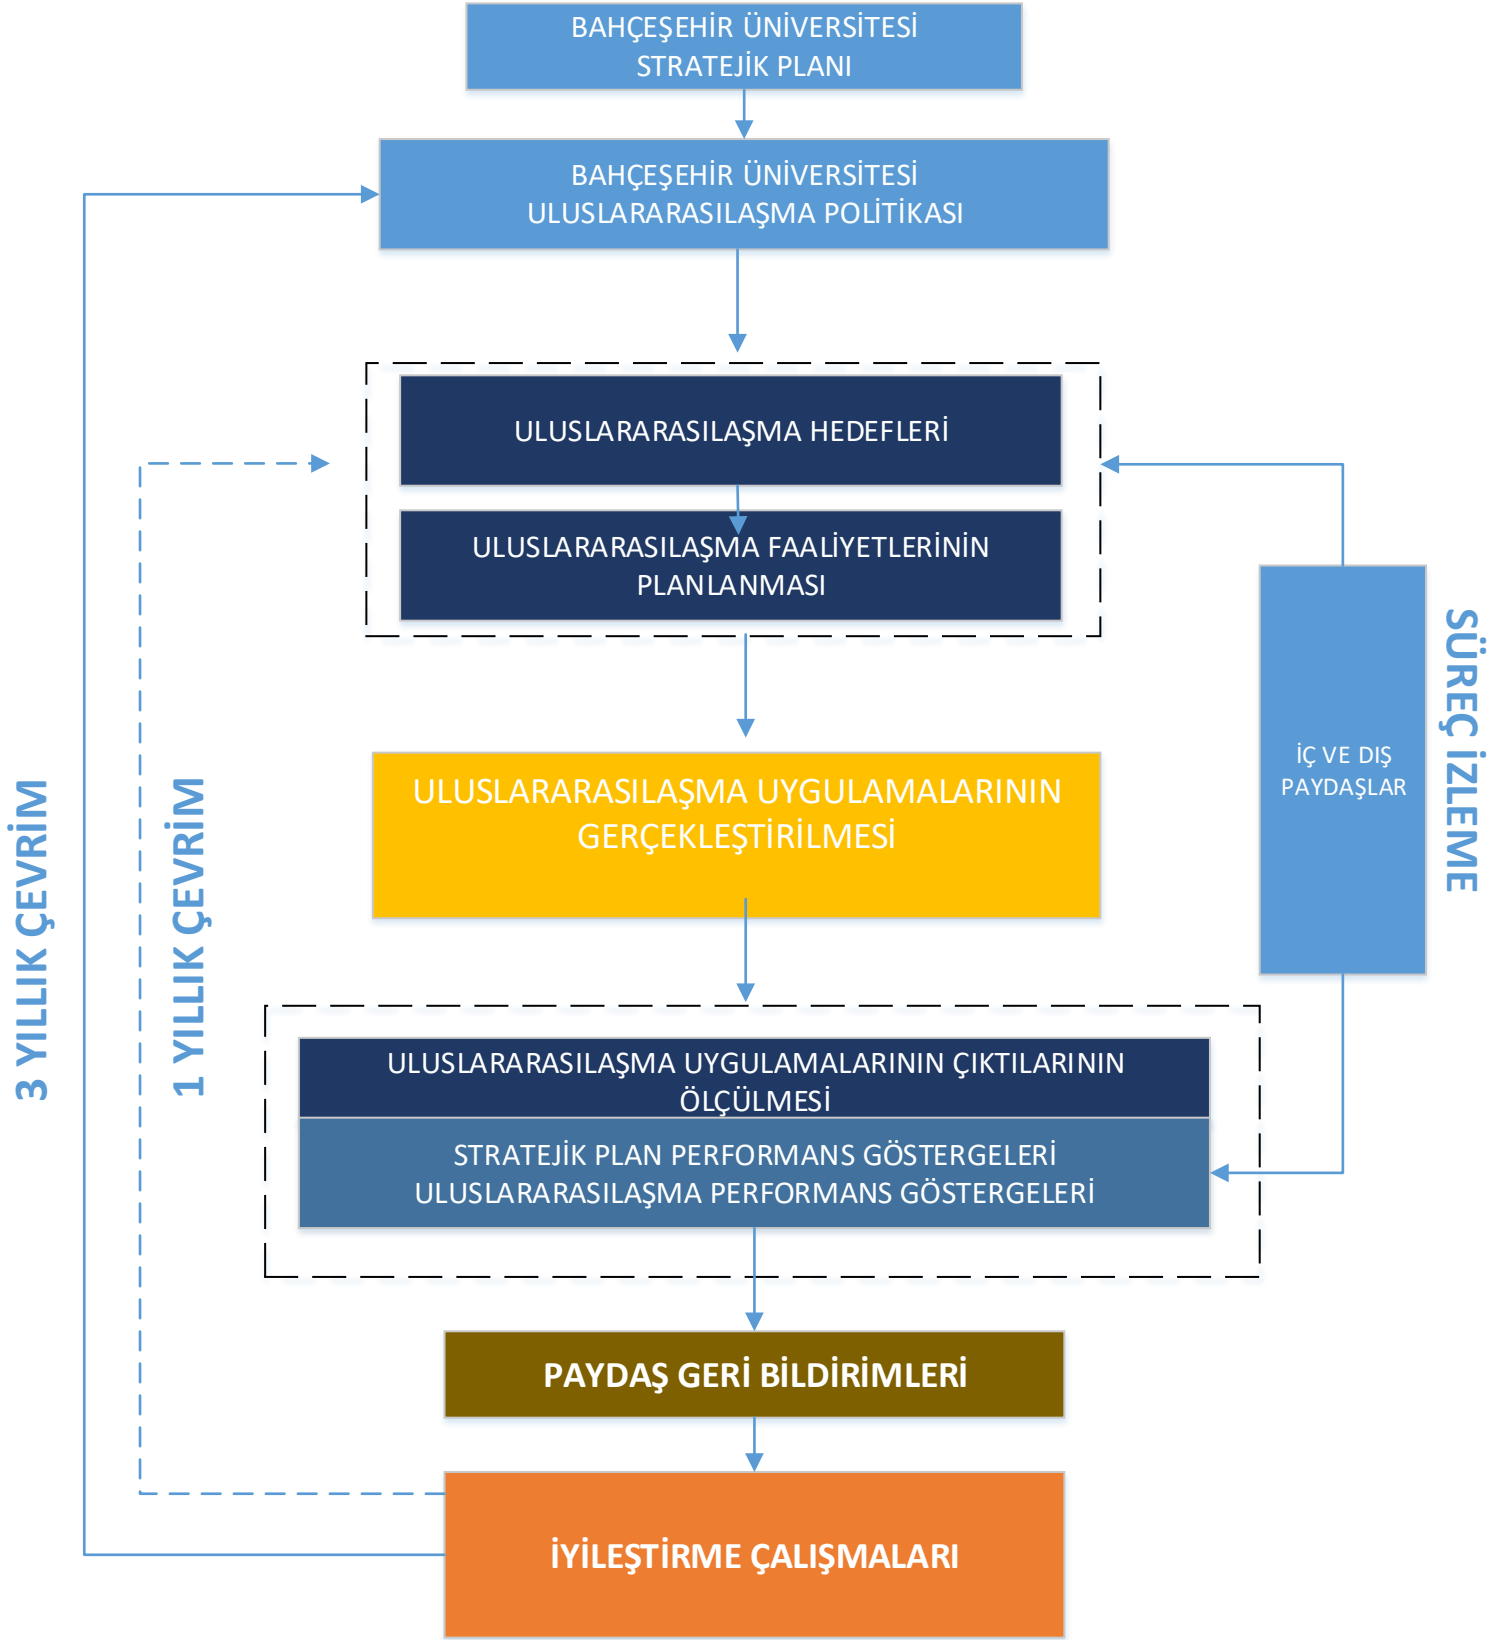 BAHÇEŞEHİR ÜNİVERSİTESİ
STRATEJİK PLANI
BAHÇEŞEHİR ÜNİVERSİTESİ
ULUSLARARASILAŞMA POLİTİKASI
ULUSLARARASILAŞMA HEDEFLERİ
ULUSLARARASILAŞMA FAALİYETLERİNİN
PLANLANMASI
ULUSLARARASILAŞMA UYGULAMALARININ
GERÇEKLEŞTİRİLMESİ
İÇ VE DIŞ
PAYDAŞLAR
SÜREÇ İZLEME
3 YILLIK ÇEVRİM
1 YILLIK ÇEVRİM
ULUSLARARASILAŞMA UYGULAMALARININ ÇIKTILARININ
ÖLÇÜLMESİ
STRATEJİK PLAN PERFORMANS GÖSTERGELERİ
ULUSLARARASILAŞMA PERFORMANS GÖSTERGELERİ
PAYDAŞ GERİ BİLDİRİMLERİ
İYİLEŞTİRME ÇALIŞMALARI